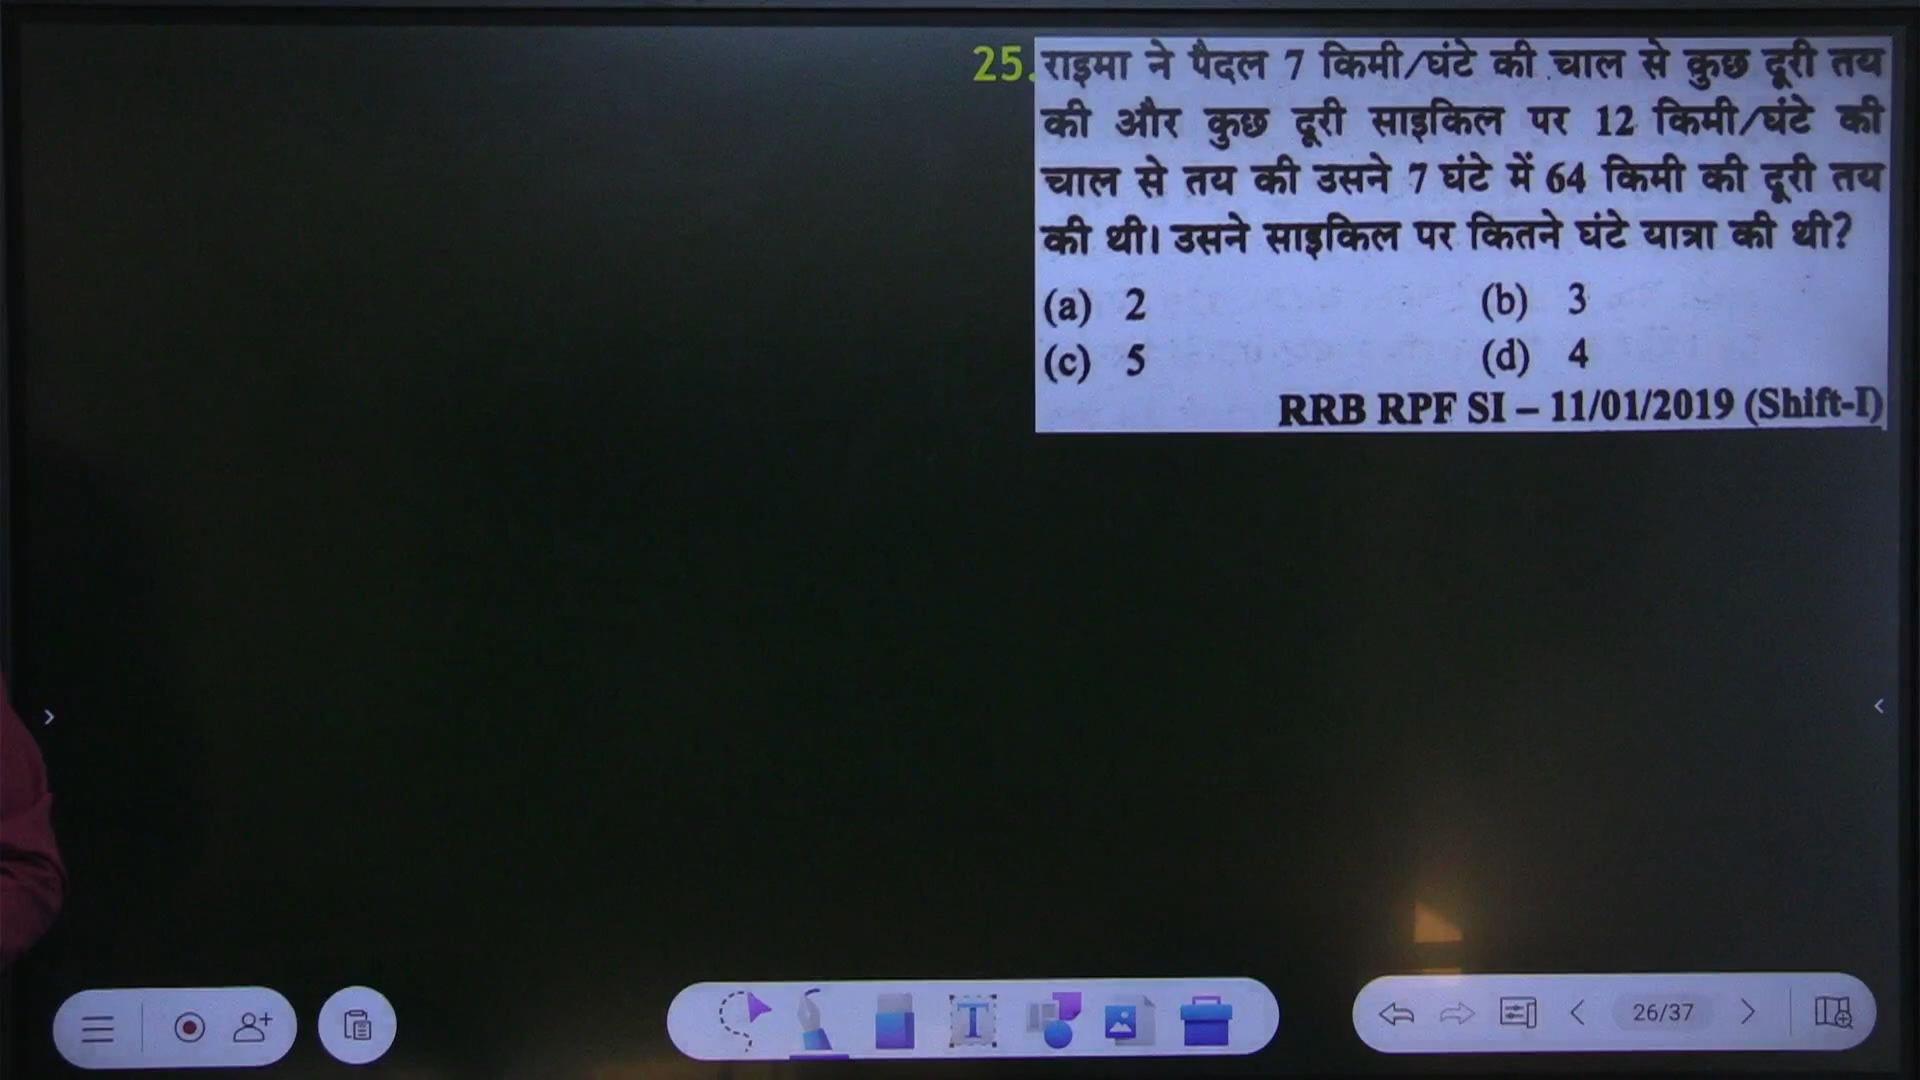 25. राइमा ने पैदल 7 किमी/घंटे की चाल से कुछ दूरी तय
की और कुछ दूरी साइकिल पर 12 किमी/घंटे की
चाल से तय की उसने 7 घंटे में 64 किमी की दूरी तय
की थी। उसने साइकिल पर कितने घंटे यात्रा की थी?
(a) 2 (b) 3
(c) 5 (d) 4
RRB RPF SI – 11/01/2019 (Shift-I)
T
26/37